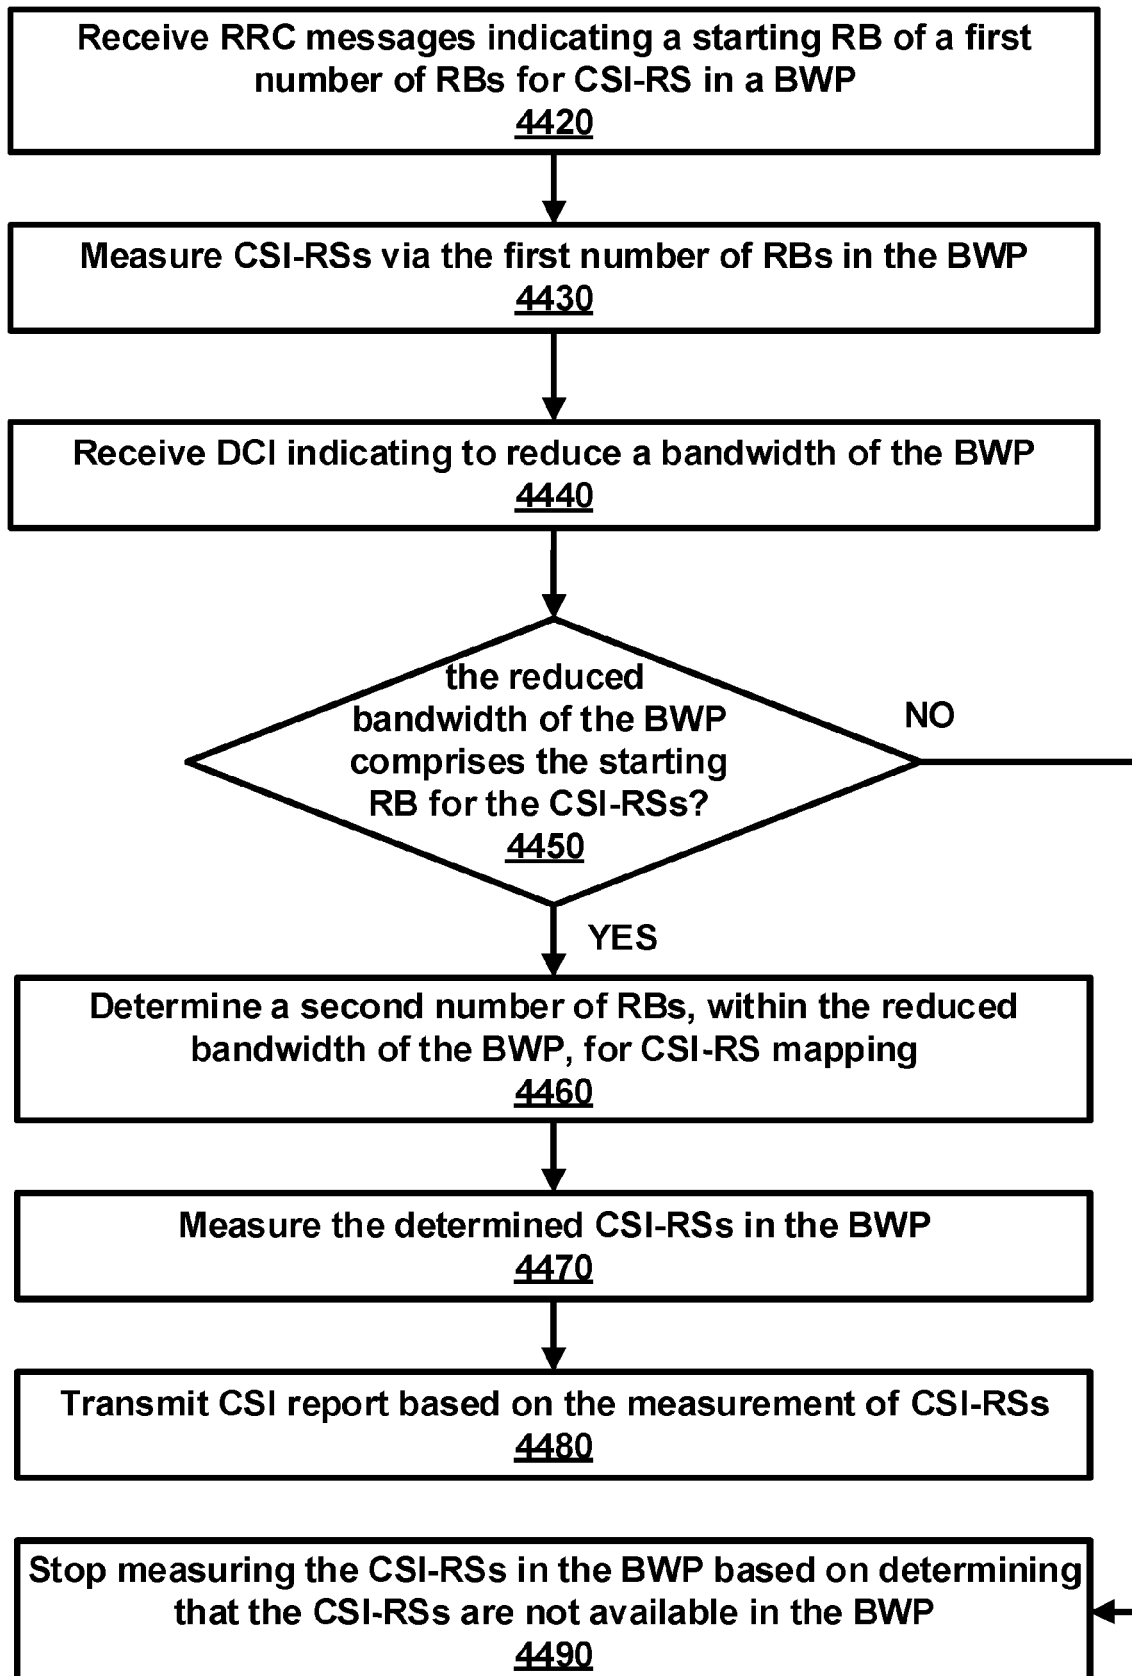 Receive RRC messages indicating a starting RB of a first
number of RBs for CSI-RS in a BWP
4420
Measure CSI-RSs via the first number of RBs in the BWP
4430
Receive DCI indicating to reduce a bandwidth of the BWP
4440
the reduced
bandwidth of the BWP
comprises the starting
RB for the CSI-RSs?
4450
NO
YES
Determine a second number of RBs, within the reduced
bandwidth of the BWP, for CSI-RS mapping
4460
Measure the determined CSI-RSs in the BWP
4470
Transmit CSI report based on the measurement of CSI-RSs
4480
Stop measuring the CSI-RSs in the BWP based on determining
that the CSI-RSs are not available in the BWP
4490